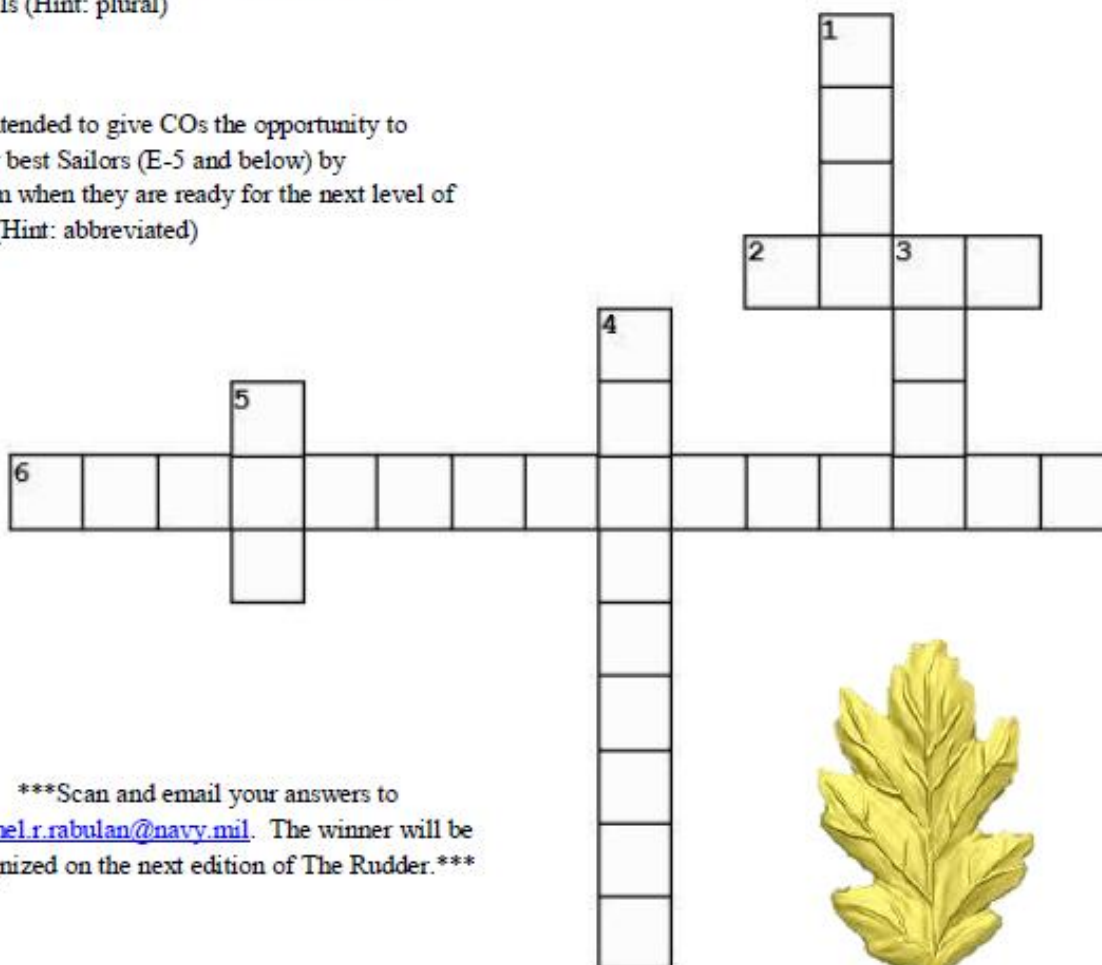 ls (Hint: plural)
tended to give COs the opportunity to
best Sailors (E-5 and below) by
m when they are ready for the next level of
(Hint: abbreviated)
1
2 3
4
5
6
***Scan and email your answers to
nel.r.rabulan@navy.mil. The winner will be
nized on the next edition of The Rudder.***